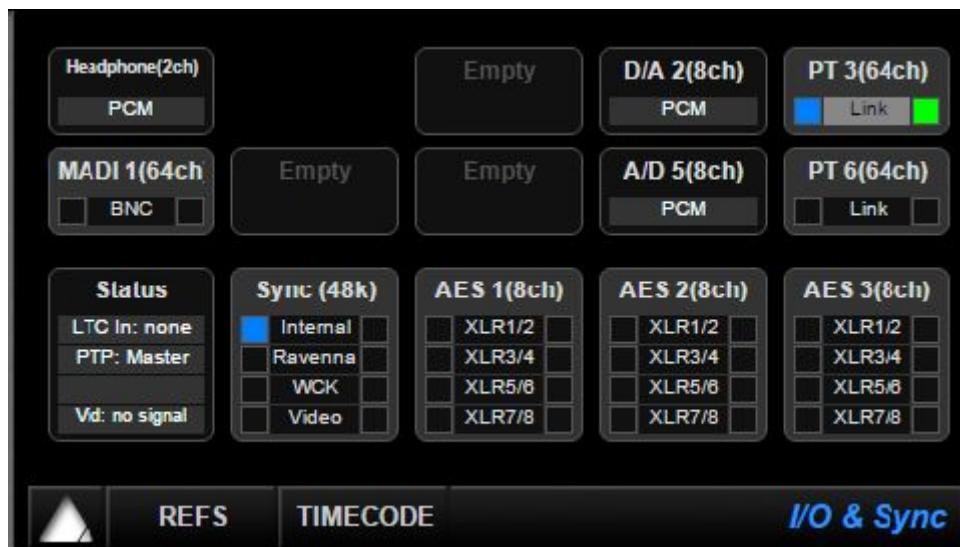 Headphone(2ch)
PCM
Empty
D/A 2(8ch)
PCM
PT 3(64ch)
Link
MADI 1(64ch
BNC
Empty
Empty
A/D 5(8ch)
PCM
PT 6(64ch)
Link
Status
LTC In: none
PTP: Master
Vd: no signal
Sync (48k)
Internal
Ravenna
WCK
Video
AES 1(8ch)
XLR1/2
XLR3/4
XLR5/6
XLR7/8
AES 2(8ch)
XLR1/2
XLR3/4
XLR5/6
XLR7/8
AES 3(8ch)
XLR1/2
XLR3/4
XLR5/6
XLR7/8
REFS
TIMECODE
I/O & Sync